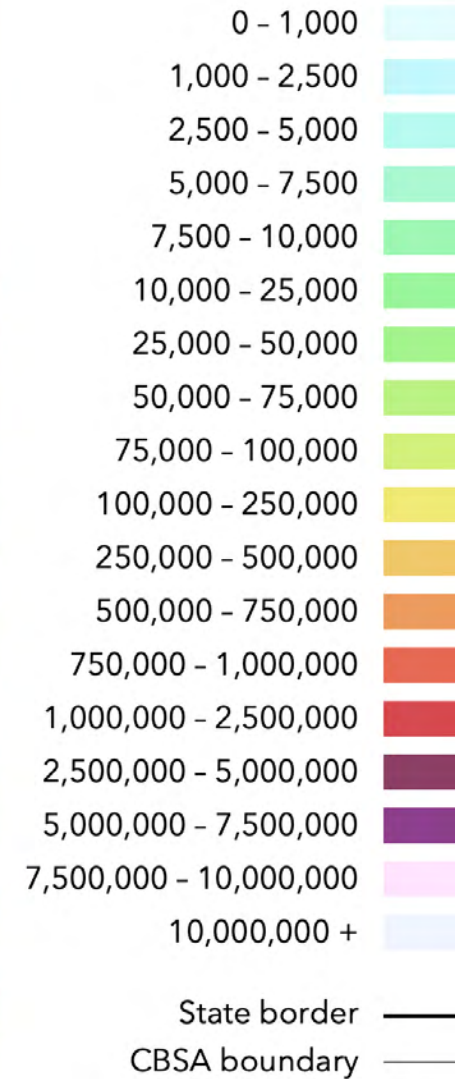 0 – 1,000
1,000 – 2,500
2,500 – 5,000
5,000 – 7,500
7,500 – 10,000
10,000 – 25,000
25,000 – 50,000
50,000 – 75,000
75,000 – 100,000
100,000 – 250,000
250,000 – 500,000
500,000 – 750,000
750,000 – 1,000,000
1,000,000 – 2,500,000
2,500,000 – 5,000,000
5,000,000 – 7,500,000
7,500,000 – 10,000,000
10,000,000 +
State border
CBSA boundary